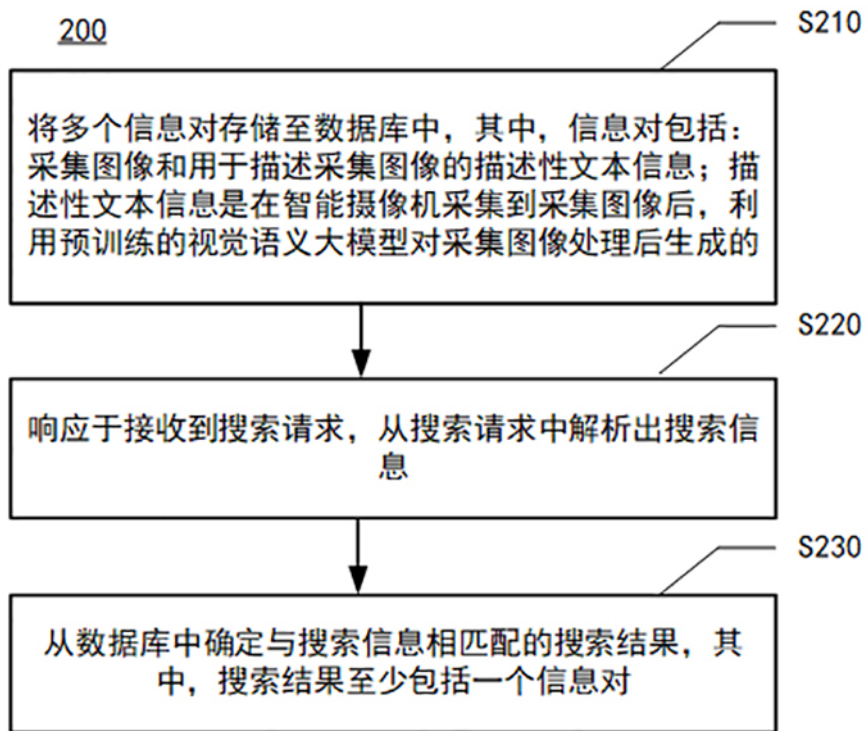 200
S210
将多个信息对存储至数据库中，其中，信息对包括：
采集图像和用于描述采集图像的描述性文本信息；描
述性文本信息是在智能摄像机采集到采集图像后，利
用预训练的视觉语义大模型对采集图像处理后生成的
S220
响应于接收到搜索请求，从搜索请求中解析出搜索信
息
S230
从数据库中确定与搜索信息相匹配的搜索结果，其
中，搜索结果至少包括一个信息对